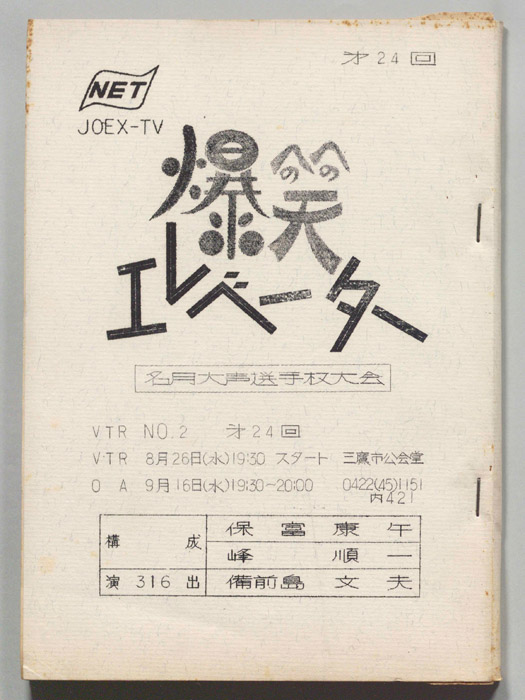 才24回
NET
JOEX-TV
爆笑
エレベーター
名月大声選手权大会
VTR NO.2 才24回
VTR 8月26日(水)19:30 スタート 三鷹市公会堂
O A 9月16日(水)19:30~20:00 0422(45)1151
内421
構成 保富康午
峰順一
演316出 備前島文夫